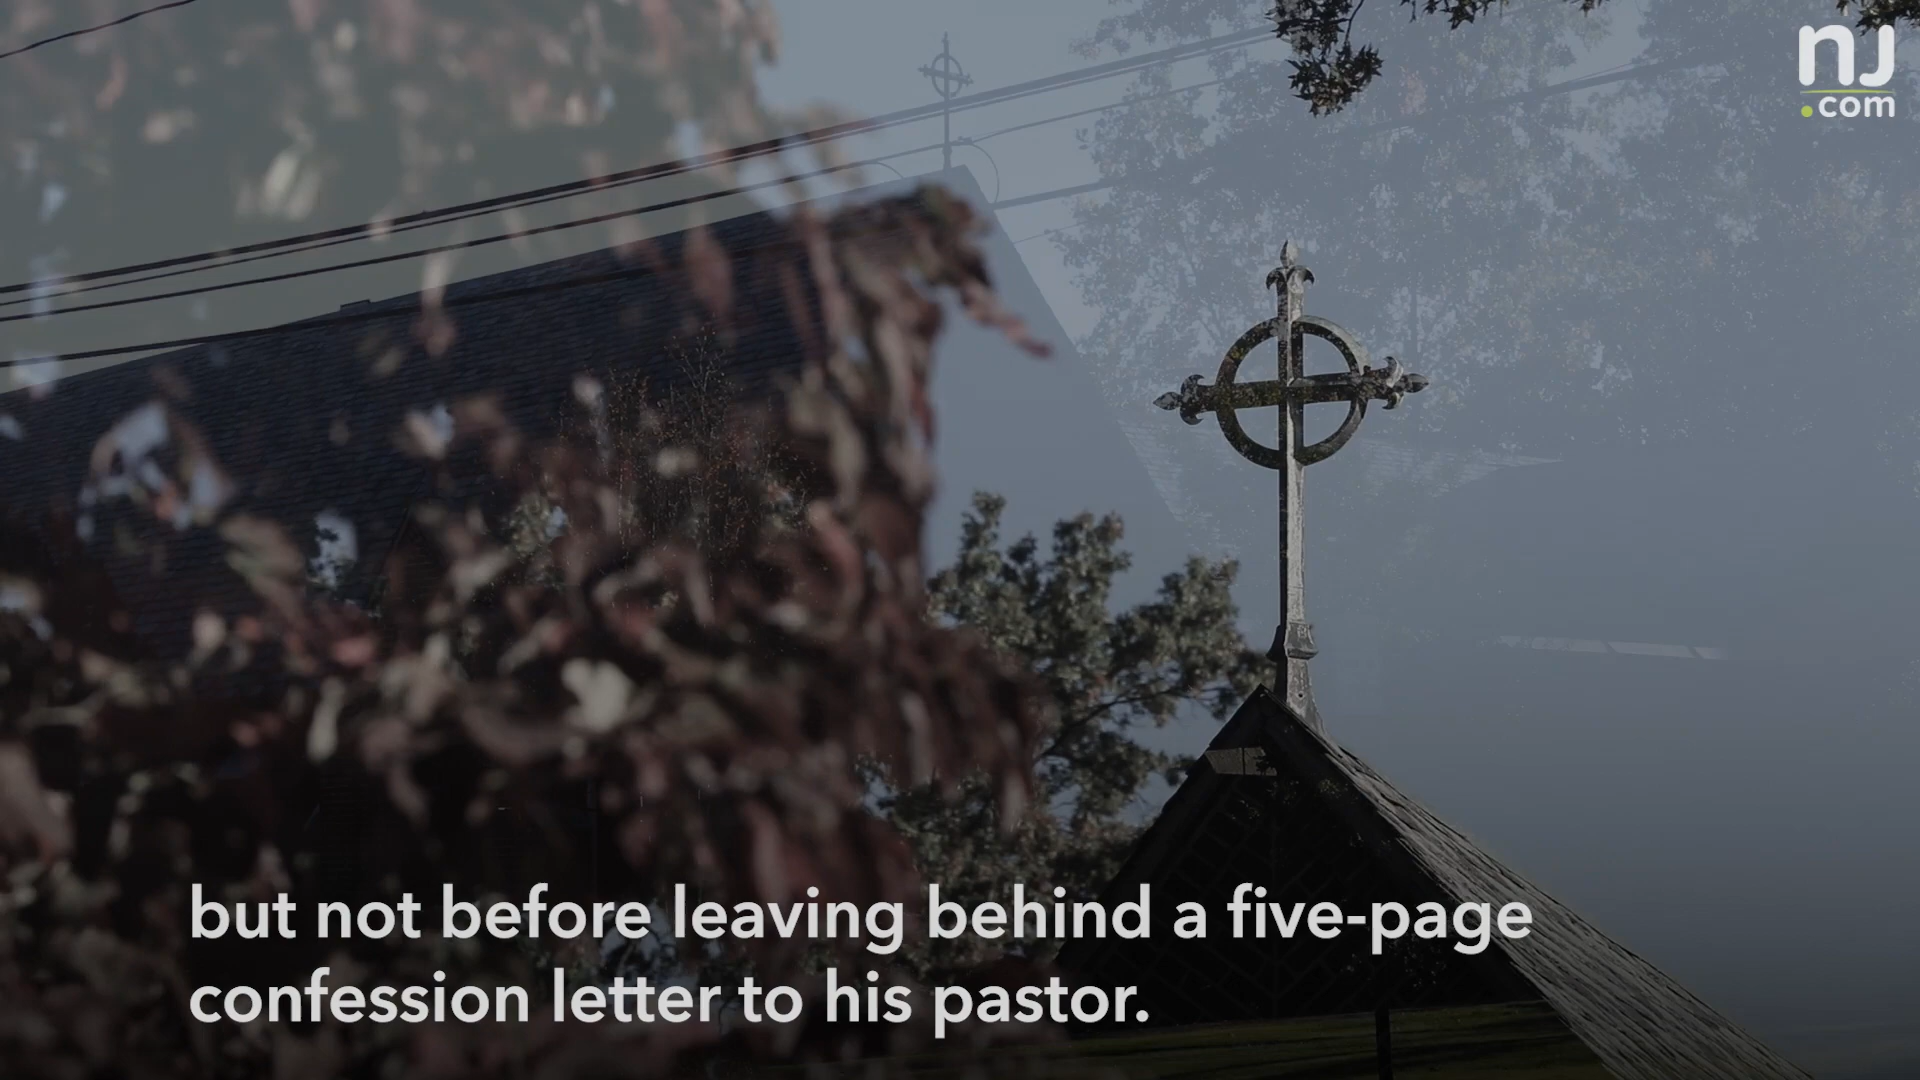 nj
.com
but not before leaving behind a five-page
confession letter to his pastor.